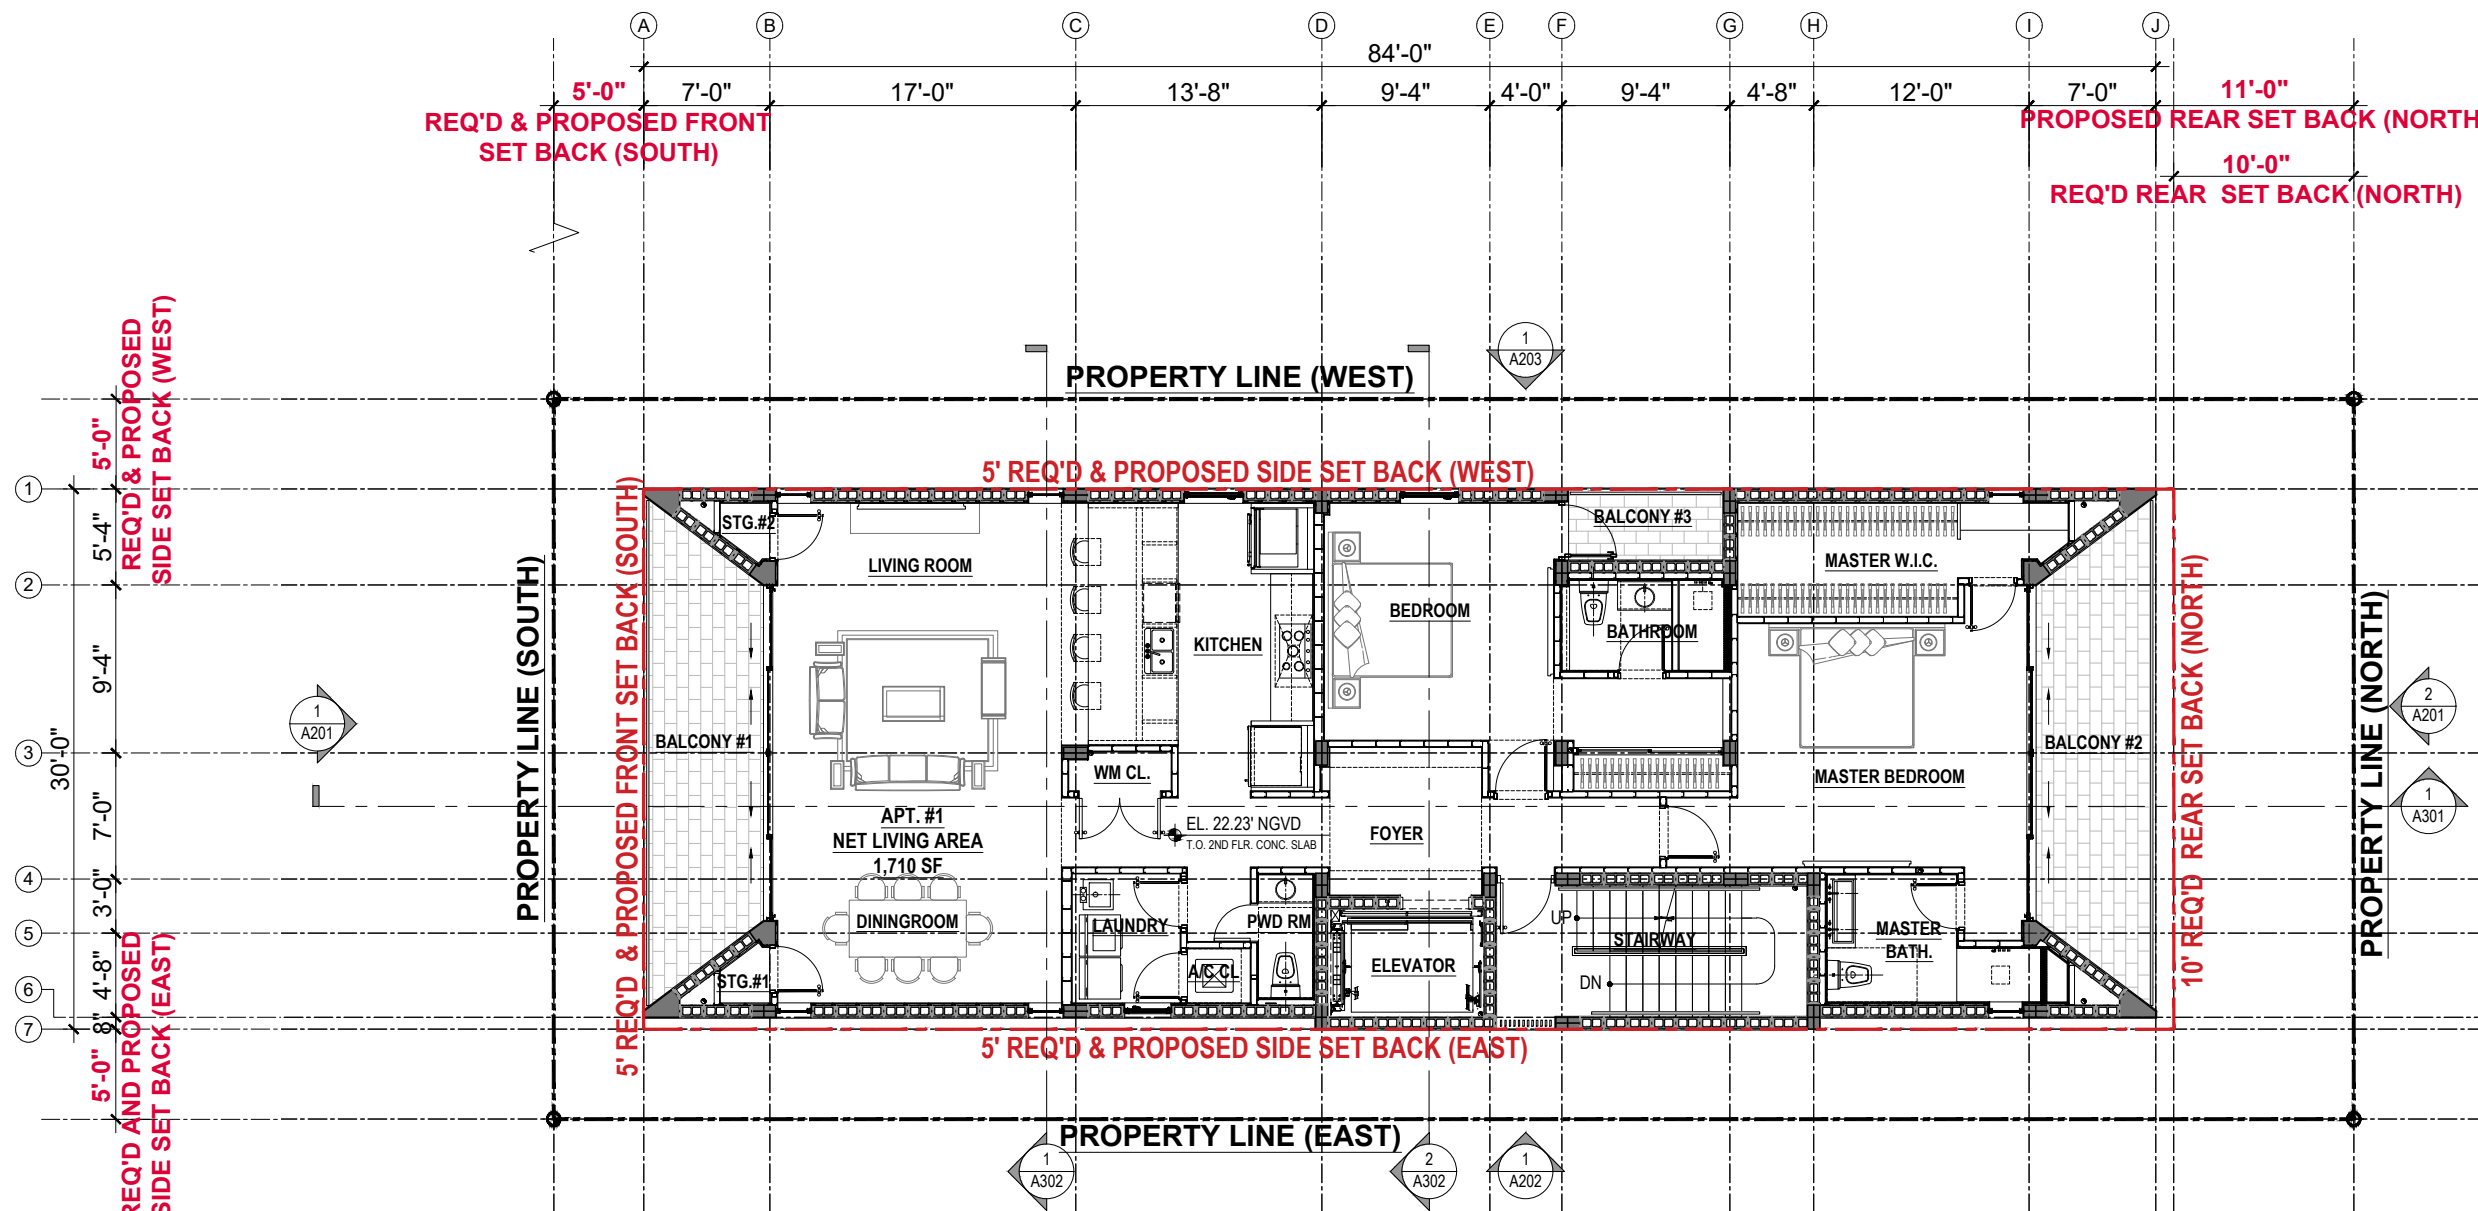 A B C D E F G H I J
84'-0"
5'-0" 7'-0" 17'-0" 13'-8" 9'-4" 4'-0" 9'-4" 4'-8" 12'-0" 7'-0" 11'-0"
REQ'D & PROPOSED FRONT
SET BACK (SOUTH)
PROPOSED REAR SET BACK (NORTH
10'-0"
REQ'D REAR SET BACK (NORTH)
REQ'D & PROPOSED
SIDE SET BACK (WEST)
5'-0"
1
A203
PROPERTY LINE (WEST)
5' REQ'D & PROPOSED SIDE SET BACK (WEST)
1
2
3
4
5
6
7
5'-4"
9'-4"
30'-0"
7'-0"
3'-0"
4'-8"
8"
5'-0"
REQ'D AND PROPOSED
SIDE SET BACK (EAST)
1
A201
PROPERTY LINE (SOUTH)
5' REQ'D & PROPOSED FRONT SET BACK (SOUTH)
STG.#2
LIVING ROOM
BALCONY #1
APT. #1
NET LIVING AREA
1,710 SF
DININGROOM
STG.#1
KITCHEN
WM CL.
EL. 22.23' NGVD
T.O. 2ND FLR. CONC. SLAB
LAUNDRY
PWD RM
A/C CL
BEDROOM
FOYER
ELEVATOR
BALCONY #3
BATHROOM
UP
STAIRWAY
DN
MASTER W.I.C.
MASTER BEDROOM
MASTER
BATH.
BALCONY #2
10' REQ'D REAR SET BACK (NORTH)
PROPERTY LINE (NORTH)
2
A201
1
A301
5' REQ'D & PROPOSED SIDE SET BACK (EAST)
PROPERTY LINE (EAST)
1
A302
2
A302
1
A202